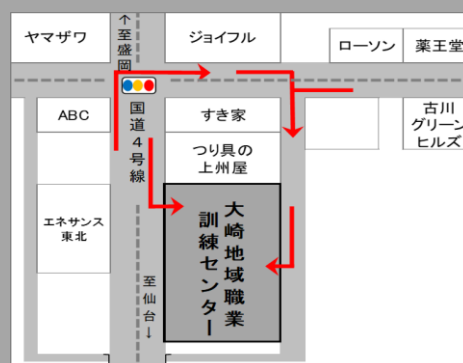 ヤマザワ
↑至盛岡
ジョイフル
ローソン
薬王堂
ABC
国道4号線
すき家
古川
グリーン
ヒルズ
つり具の
上州屋
エネサンス
東北
大崎地域職業
訓練センター
至仙台↓